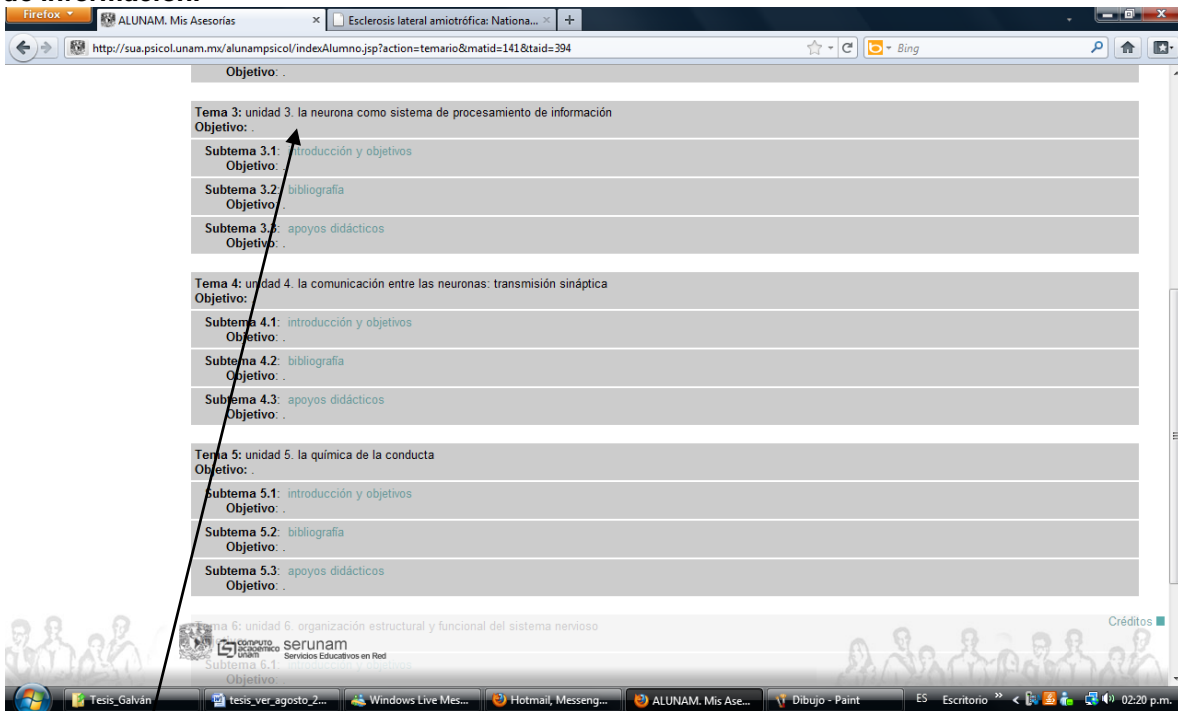 de información.
Firefox
ALUNAM. Mis Asesorías
Esclerosis lateral amiotrófica: Nationa...
http://sua.psicol.unam.mx/alunampsicol/indexAlumno.jsp?action=temario&matid=141&taid=394
Bing
Objetivo: .
Tema 3: unidad 3. la neurona como sistema de procesamiento de información
Objetivo: .
Subtema 3.1: introducción y objetivos
Objetivo: .
Subtema 3.2: bibliografía
Objetivo: .
Subtema 3.3: apoyos didácticos
Objetivo: .
Tema 4: unidad 4. la comunicación entre las neuronas: transmisión sináptica
Objetivo: .
Subtema 4.1: introducción y objetivos
Objetivo: .
Subtema 4.2: bibliografía
Objetivo: .
Subtema 4.3: apoyos didácticos
Objetivo: .
Tema 5: unidad 5. la química de la conducta
Objetivo: .
Subtema 5.1: introducción y objetivos
Objetivo: .
Subtema 5.2: bibliografía
Objetivo: .
Subtema 5.3: apoyos didácticos
Objetivo: .
Créditos
Tema 6: unidad 6. organización estructural y funcional del sistema nervioso
computo académico unam
serunam
Servicios Educativos en Red
Subtema 6.1: introducción y objetivos
Objetivo: .
Tesis_Galván
tesis_ver_agosto_2...
Windows Live Mes...
Hotmail, Messeng...
ALUNAM. Mis Ase...
Dibujo - Paint
ES
Escritorio
02:20 p.m.